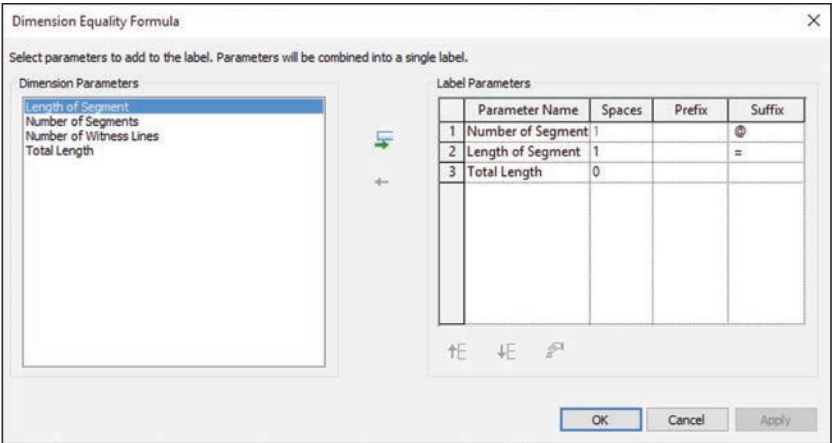 Dimension Equality Formula
Select parameters to add to the label. Parameters will be combined into a single label.
Dimension Parameters
Length of Segment
Number of Segments
Number of Witness Lines
Total Length
Label Parameters
Parameter Name Spaces Prefix Suffix
1 Number of Segment 1 @
2 Length of Segment 1 =
3 Total Length 0
OK Cancel Apply